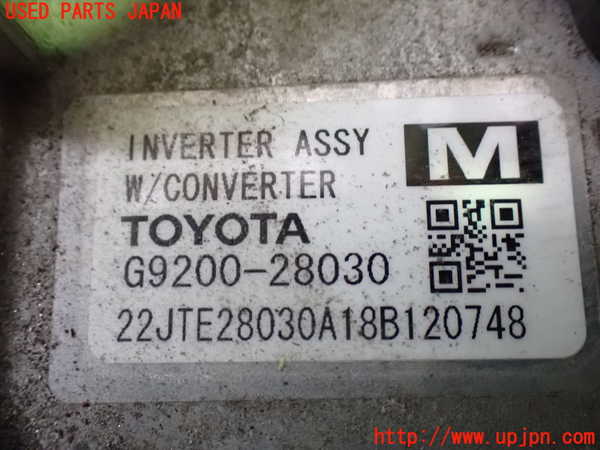 USED PARTS JAPAN
INVERTER ASSY
W/CONVERTER
M
TOYOTA
G9200-28030
22JTE28030A18B120748
http://www.upjpn.com/